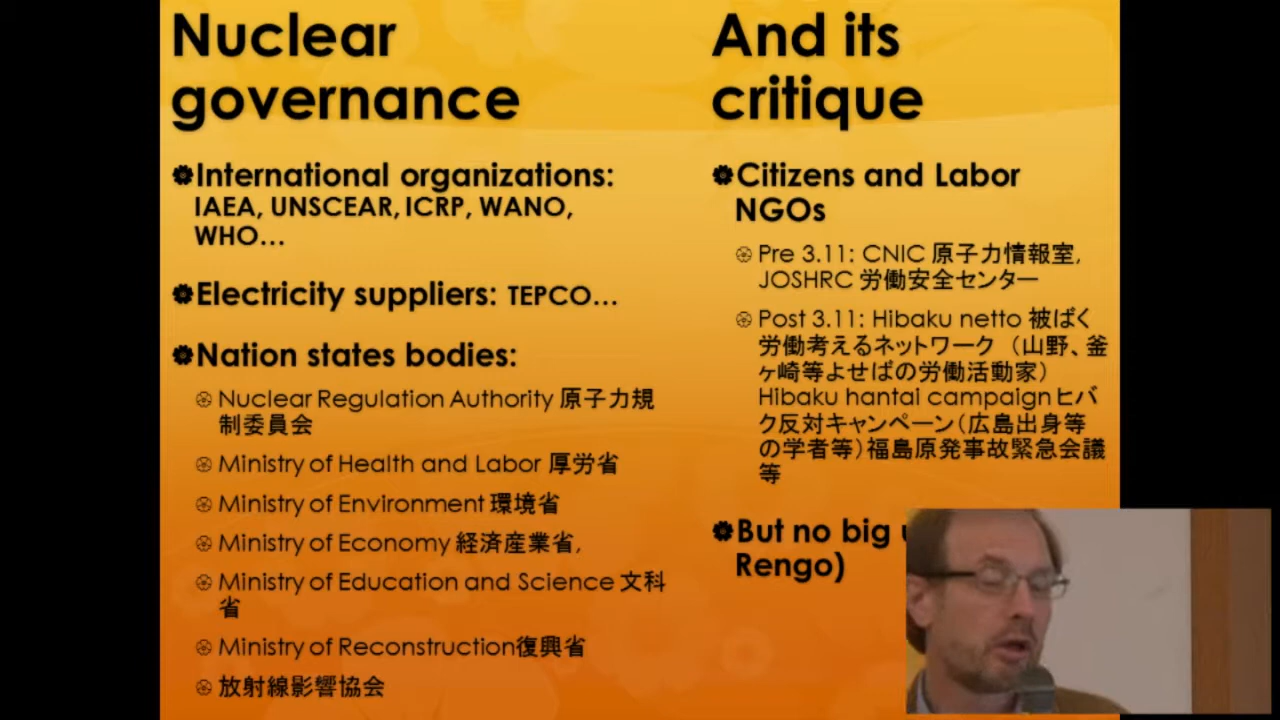 Nuclear
governance
International organizations:
IAEA, UNSCEAR, ICRP, WANO,
WHO…
Electricity suppliers: TEPCO…
Nation states bodies:
Nuclear Regulation Authority 原子力規
制委員会
Ministry of Health and Labor 厚労省
Ministry of Environment 環境省
Ministry of Economy 経済産業省,
Ministry of Education and Science 文科
省
Ministry of Reconstruction復興省
放射線影響協会
And its
critique
Citizens and Labor
NGOs
Pre 3.11: CNIC 原子力情報室,
JOSHRC 労働安全センター
Post 3.11: Hibaku netto 被ばく
労働考えるネットワーク （山野、釜
ヶ崎等よせばの労働活動家）
Hibaku hantai campaignヒバ
ク反対キャンペーン（広島出身等
の学者等）福島原発事故緊急会議
等
But no big
Rengo)